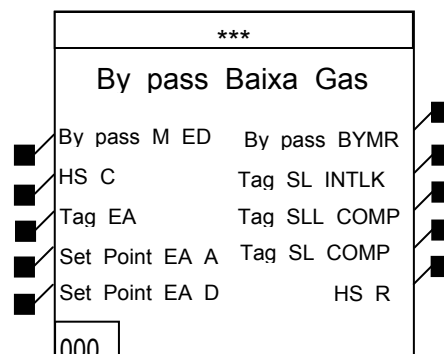 ***
By pass Baixa Gas
By pass M ED By pass BYMR
HS C Tag SL INTLK
Tag EA Tag SLL COMP
Set Point EA A Tag SL COMP
Set Point EA D HS R
000